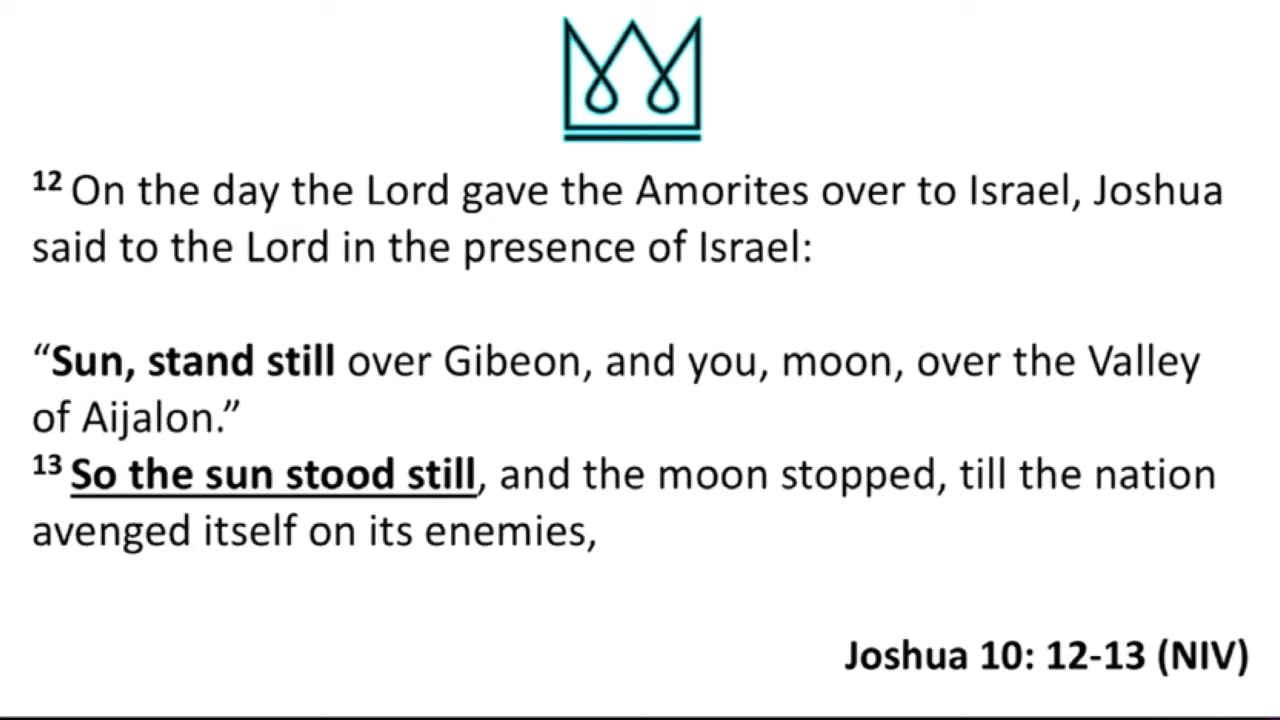 12 On the day the Lord gave the Amorites over to Israel, Joshua
said to the Lord in the presence of Israel:
“Sun, stand still over Gibeon, and you, moon, over the Valley
of Aijalon.”
13 So the sun stood still, and the moon stopped, till the nation
avenged itself on its enemies,
Joshua 10: 12-13 (NIV)